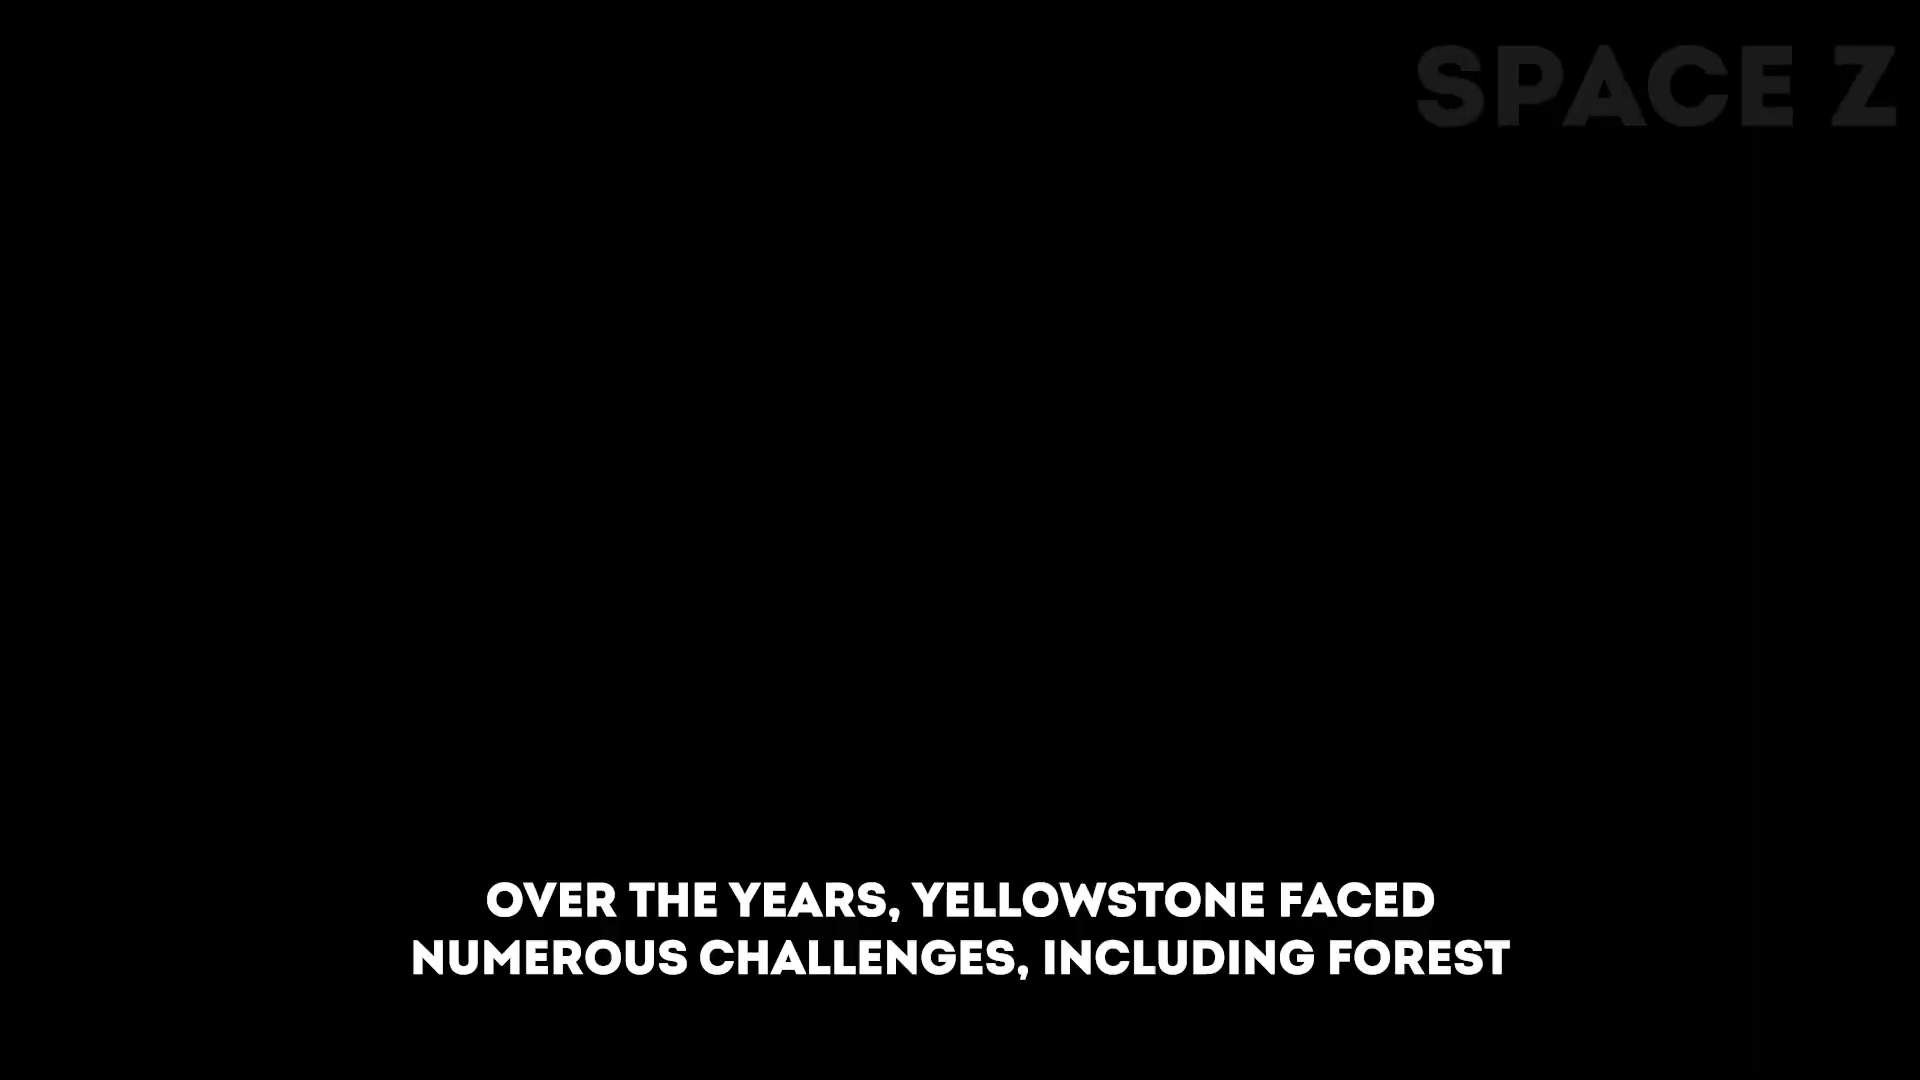 SPACE Z
OVER THE YEARS, YELLOWSTONE FACED
NUMEROUS CHALLENGES, INCLUDING FOREST